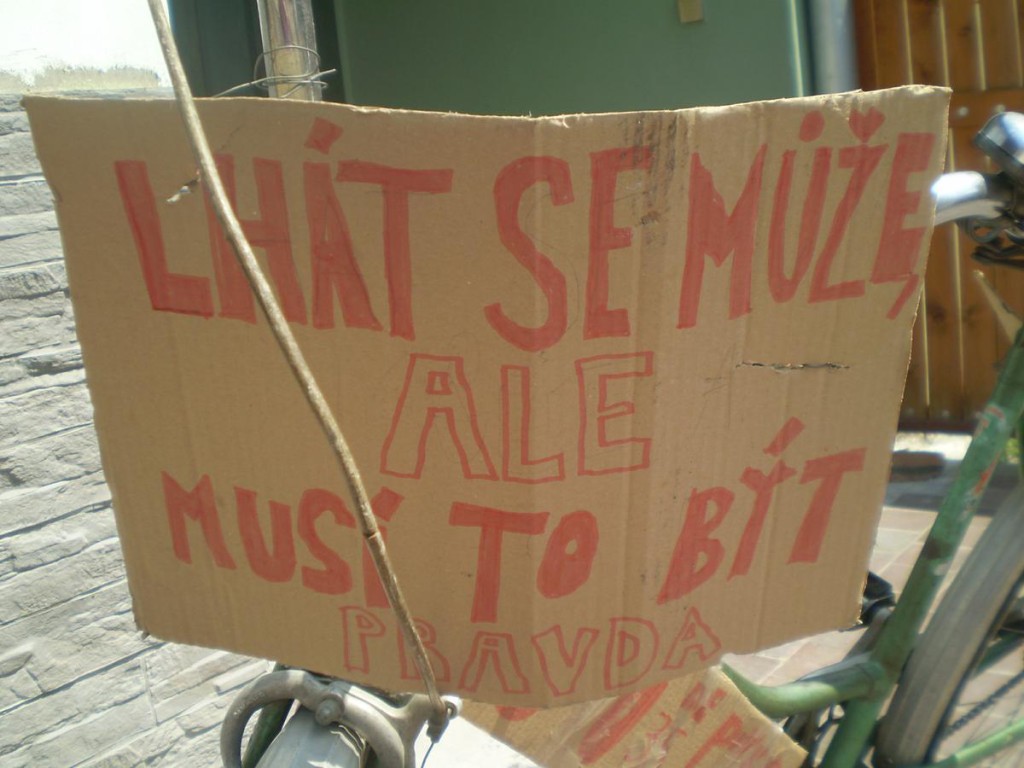 LHÁT SE MŮŽE,
ALE
MUSÍ TO BÝT
PRAVDA